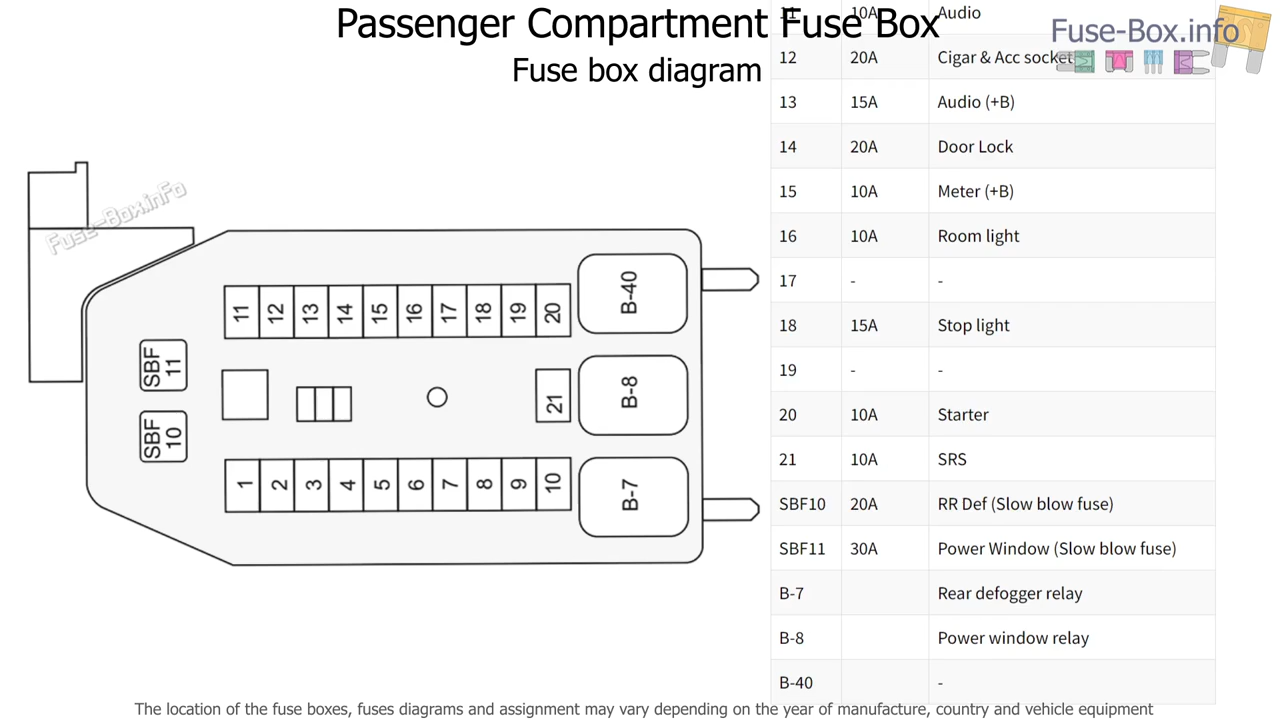 Passenger Compartment Fuse Box
Fuse box diagram
Fuse-Box.info
11 10A Audio
12 20A Cigar & Acc socket
13 15A Audio (+B)
14 20A Door Lock
15 10A Meter (+B)
16 10A Room light
17 - -
18 15A Stop light
19 - -
20 10A Starter
21 10A SRS
SBF10 20A RR Def (Slow blow fuse)
SBF11 30A Power Window (Slow blow fuse)
B-7 Rear defogger relay
B-8 Power window relay
B-40 -
Fuse-Box.info
11 12 13 14 15 16 17 18 19 20
B-40
SBF
11
21
B-8
SBF
10
1 2 3 4 5 6 7 8 9 10
B-7
The location of the fuse boxes, fuses diagrams and assignment may vary depending on the year of manufacture, country and vehicle equipment